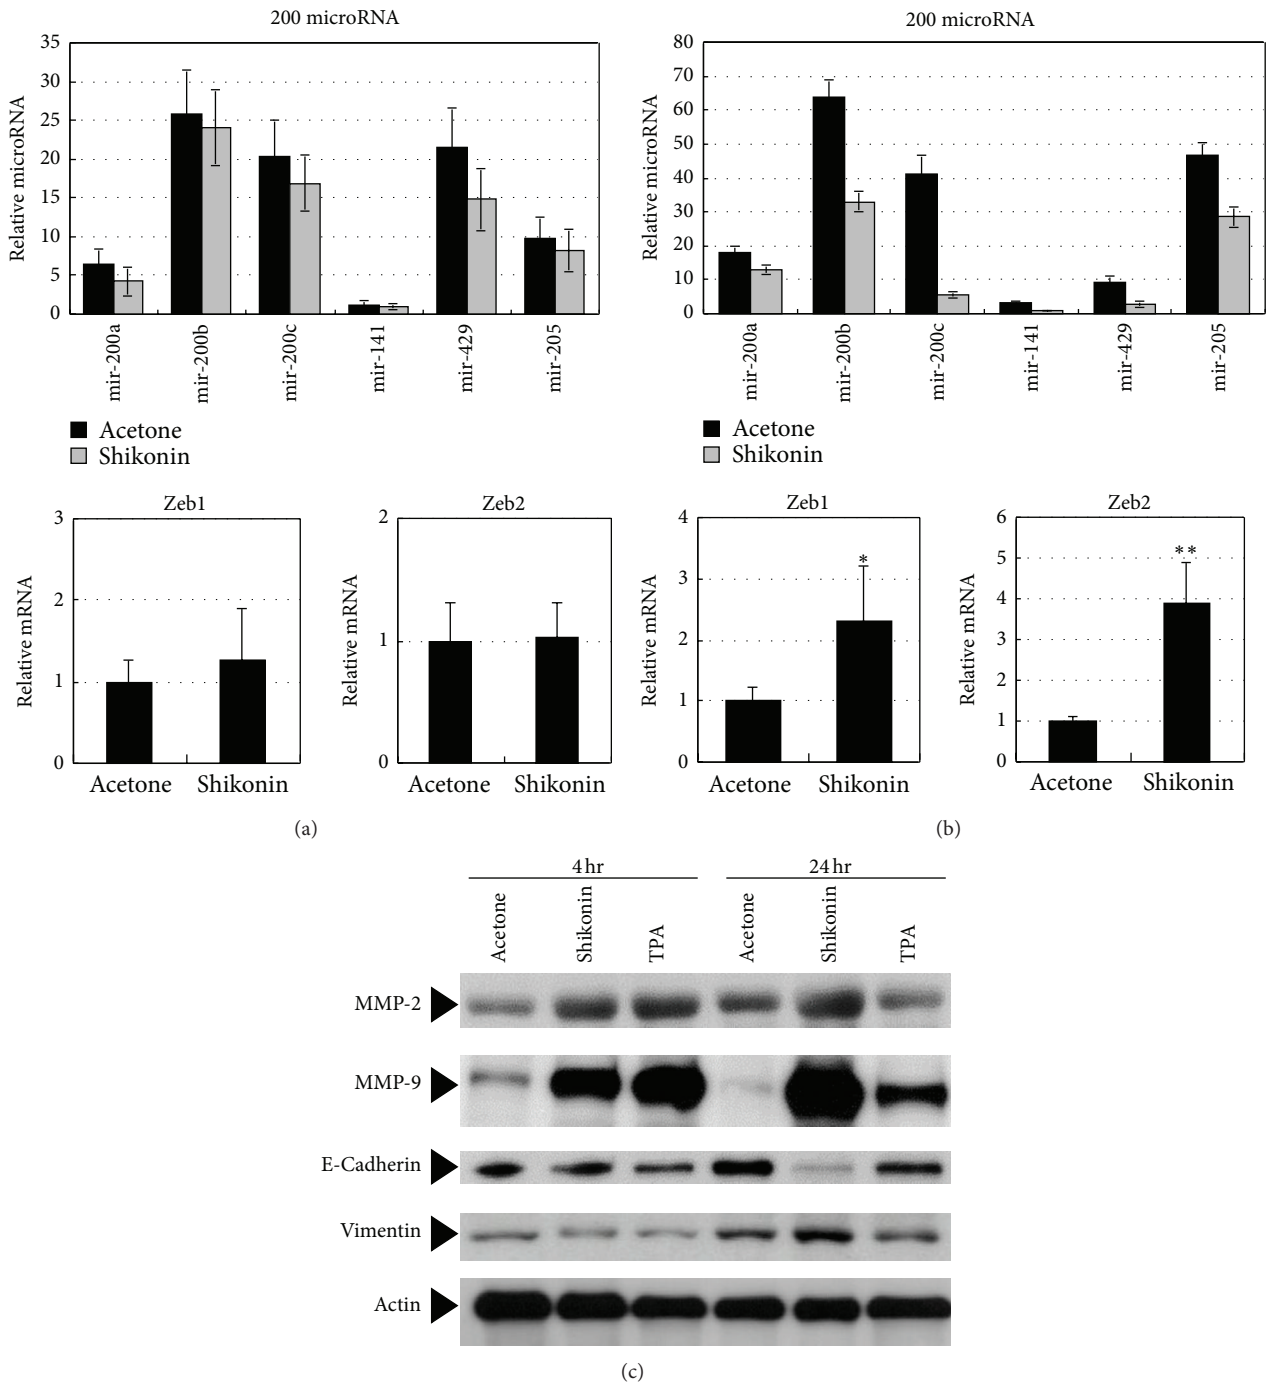 200 microRNA
Relative microRNA
35
30
25
20
15
10
5
0
mir-200a
mir-200b
mir-200c
mir-141
mir-429
mir-205
Acetone
Shikonin
200 microRNA
Relative microRNA
80
70
60
50
40
30
20
10
0
mir-200a
mir-200b
mir-200c
mir-141
mir-429
mir-205
Acetone
Shikonin
Zeb1
Relative mRNA
3
2
1
0
Acetone Shikonin
Zeb2
Relative mRNA
2
1
0
Acetone Shikonin
(a)
Zeb1
Relative mRNA
4
3
2
1
0
*
Acetone Shikonin
Zeb2
Relative mRNA
6
5
4
3
2
1
0
**
Acetone Shikonin
(b)
4 hr 24 hr
Acetone
Shikonin
TPA
Acetone
Shikonin
TPA
MMP-2
MMP-9
E-Cadherin
Vimentin
Actin
(c)